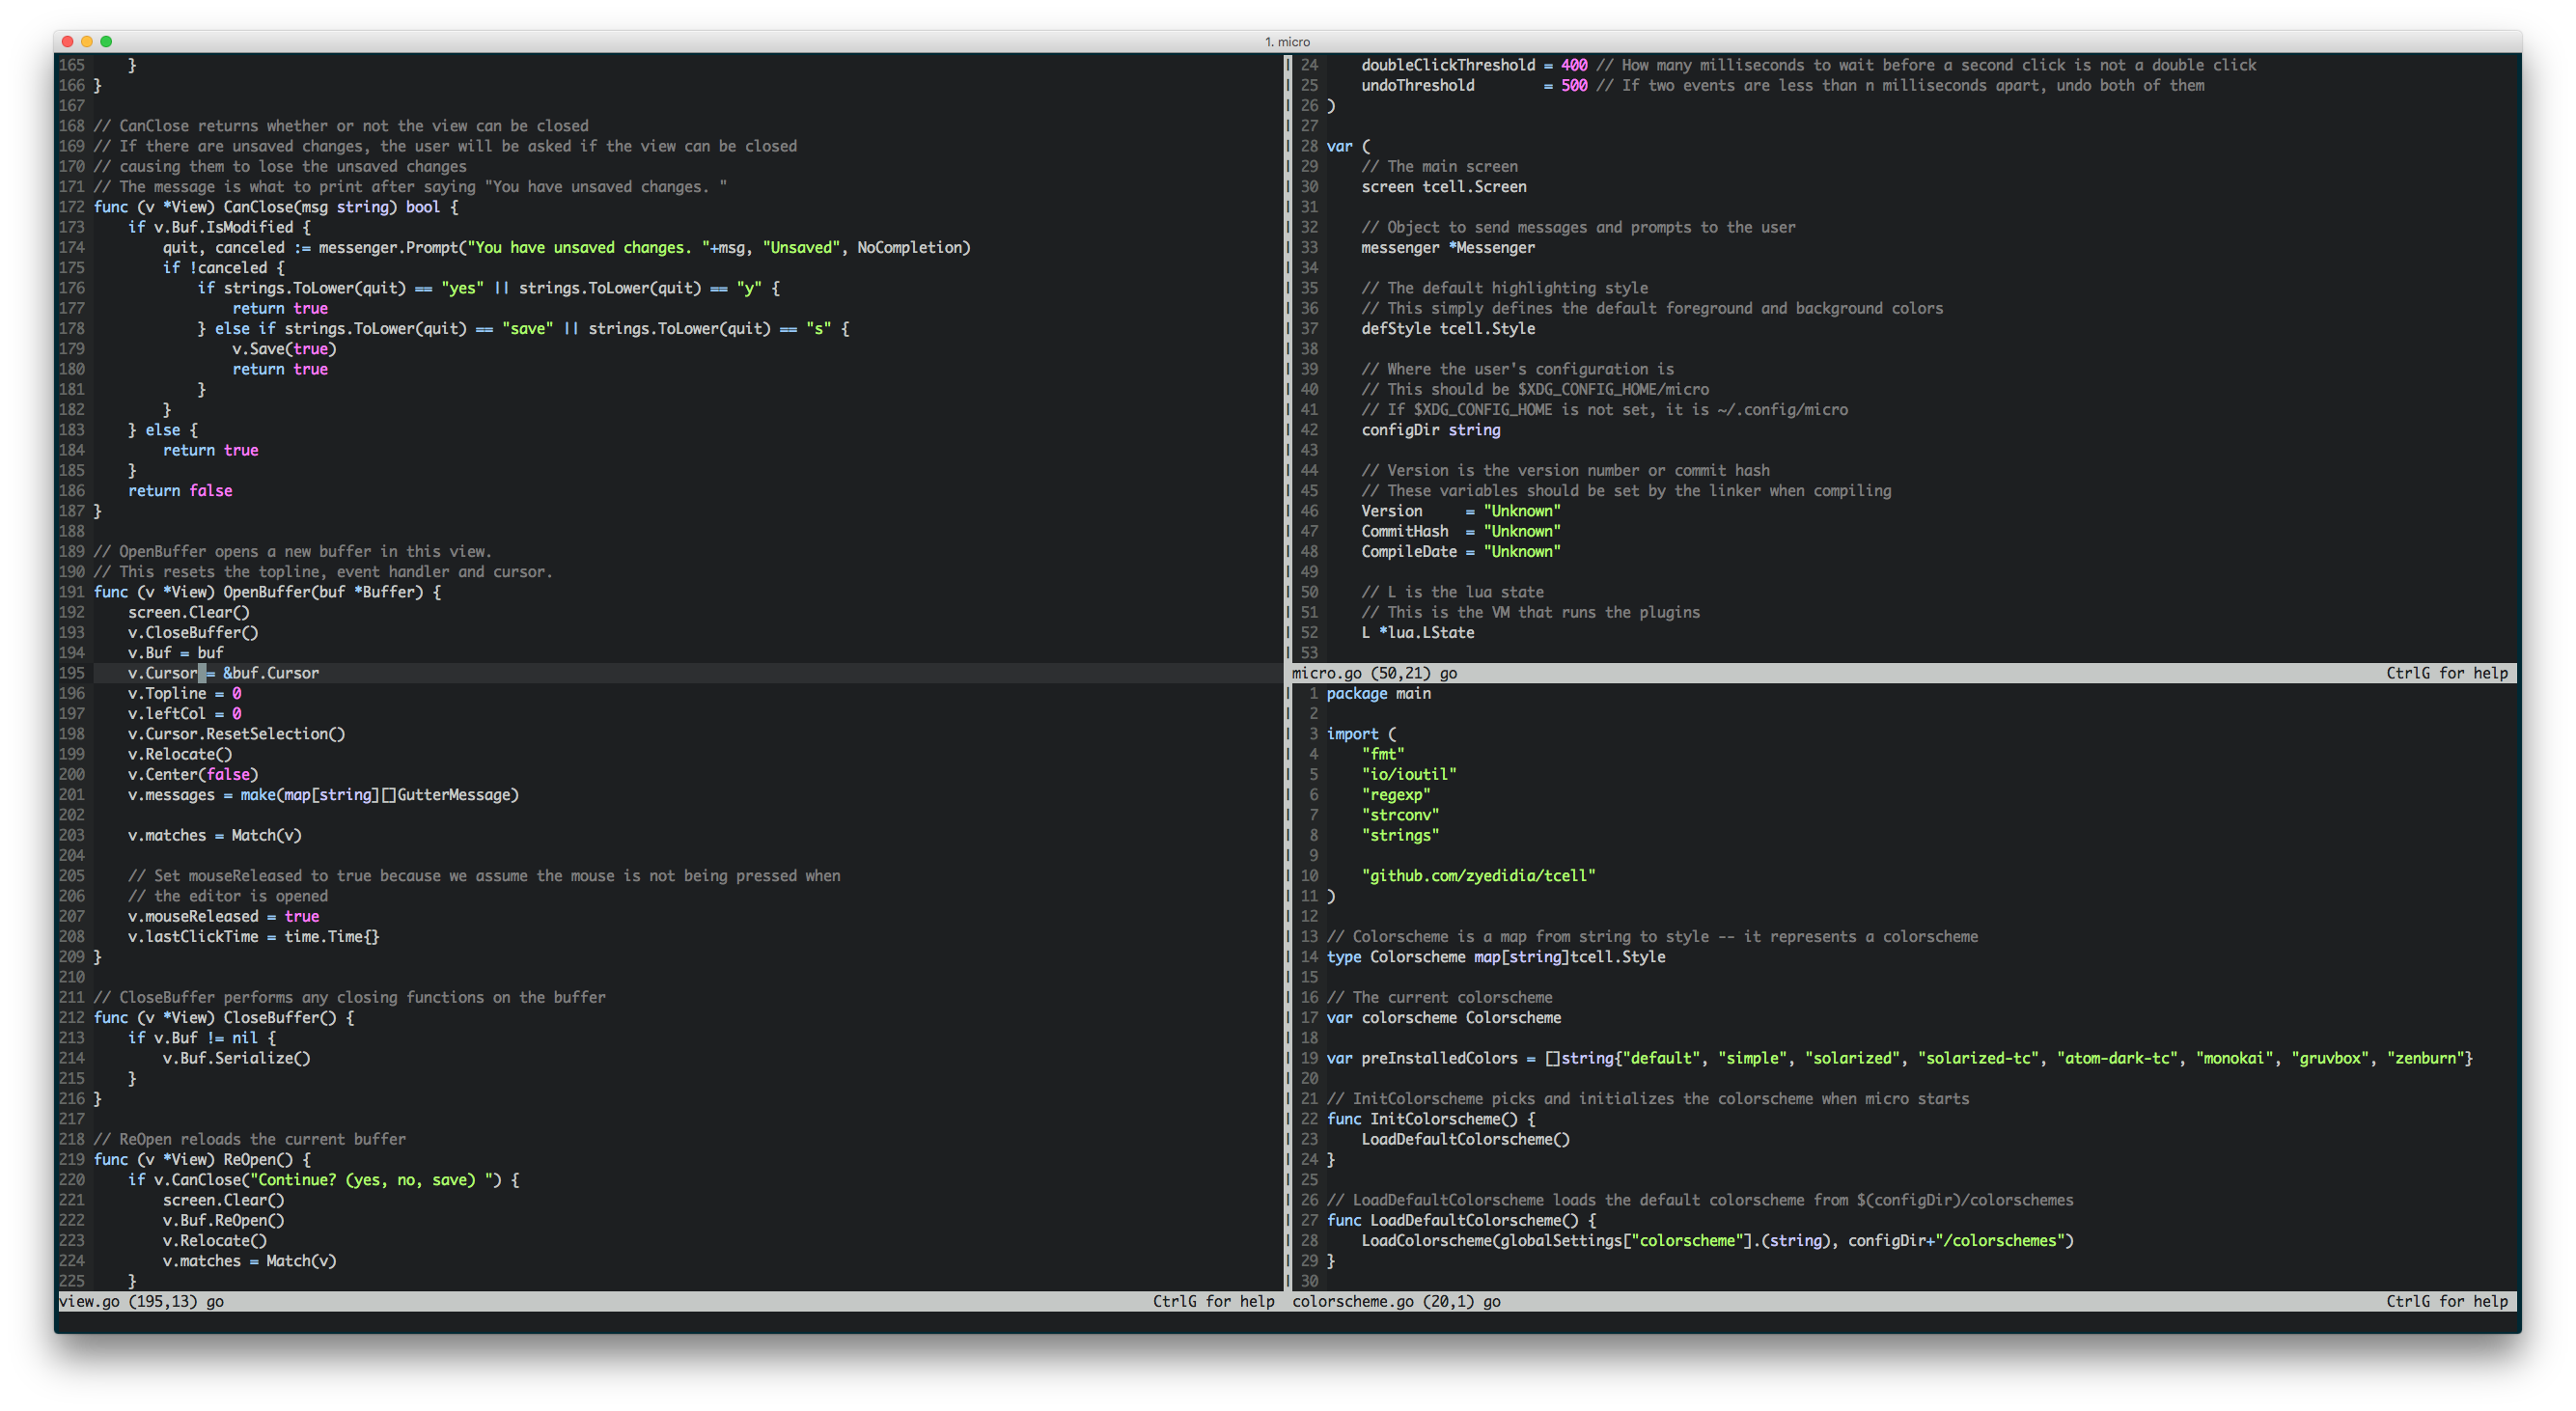 1. micro
165     }
166 }
167
168 // CanClose returns whether or not the view can be closed
169 // If there are unsaved changes, the user will be asked if the view can be closed
170 // causing them to lose the unsaved changes
171 // The message is what to print after saying "You have unsaved changes. "
172 func (v *View) CanClose(msg string) bool {
173     if v.Buf.IsModified {
174         quit, canceled := messenger.Prompt("You have unsaved changes. "+msg, "Unsaved", NoCompletion)
175         if !canceled {
176             if strings.ToLower(quit) == "yes" || strings.ToLower(quit) == "y" {
177                 return true
178             } else if strings.ToLower(quit) == "save" || strings.ToLower(quit) == "s" {
179                 v.Save(true)
180                 return true
181             }
182         }
183     } else {
184         return true
185     }
186     return false
187 }
188
189 // OpenBuffer opens a new buffer in this view.
190 // This resets the topline, event handler and cursor.
191 func (v *View) OpenBuffer(buf *Buffer) {
192     screen.Clear()
193     v.CloseBuffer()
194     v.Buf = buf
195     v.Cursor = &buf.Cursor
196     v.Topline = 0
197     v.leftCol = 0
198     v.Cursor.ResetSelection()
199     v.Relocate()
200     v.Center(false)
201     v.messages = make(map[string][]GutterMessage)
202
203     v.matches = Match(v)
204
205     // Set mouseReleased to true because we assume the mouse is not being pressed when
206     // the editor is opened
207     v.mouseReleased = true
208     v.lastClickTime = time.Time{}
209 }
210
211 // CloseBuffer performs any closing functions on the buffer
212 func (v *View) CloseBuffer() {
213     if v.Buf != nil {
214         v.Buf.Serialize()
215     }
216 }
217
218 // ReOpen reloads the current buffer
219 func (v *View) ReOpen() {
220     if v.CanClose("Continue? (yes, no, save) ") {
221         screen.Clear()
222         v.Buf.ReOpen()
223         v.Relocate()
224         v.matches = Match(v)
225     }
view.go (195,13) go CtrlG for help
24     doubleClickThreshold = 400 // How many milliseconds to wait before a second click is not a double click
25     undoThreshold        = 500 // If two events are less than n milliseconds apart, undo both of them
26 )
27
28 var (
29     // The main screen
30     screen tcell.Screen
31
32     // Object to send messages and prompts to the user
33     messenger *Messenger
34
35     // The default highlighting style
36     // This simply defines the default foreground and background colors
37     defStyle tcell.Style
38
39     // Where the user's configuration is
40     // This should be $XDG_CONFIG_HOME/micro
41     // If $XDG_CONFIG_HOME is not set, it is ~/.config/micro
42     configDir string
43
44     // Version is the version number or commit hash
45     // These variables should be set by the linker when compiling
46     Version     = "Unknown"
47     CommitHash  = "Unknown"
48     CompileDate = "Unknown"
49
50     // L is the lua state
51     // This is the VM that runs the plugins
52     L *lua.LState
53
micro.go (50,21) go CtrlG for help
1 package main
2
3 import (
4     "fmt"
5     "io/ioutil"
6     "regexp"
7     "strconv"
8     "strings"
9
10     "github.com/zyedidia/tcell"
11 )
12
13 // Colorscheme is a map from string to style -- it represents a colorscheme
14 type Colorscheme map[string]tcell.Style
15
16 // The current colorscheme
17 var colorscheme Colorscheme
18
19 var preInstalledColors = []string{"default", "simple", "solarized", "solarized-tc", "atom-dark-tc", "monokai", "gruvbox", "zenburn"}
20
21 // InitColorscheme picks and initializes the colorscheme when micro starts
22 func InitColorscheme() {
23     LoadDefaultColorscheme()
24 }
25
26 // LoadDefaultColorscheme loads the default colorscheme from $(configDir)/colorschemes
27 func LoadDefaultColorscheme() {
28     LoadColorscheme(globalSettings["colorscheme"].(string), configDir+"/colorschemes")
29 }
30
colorscheme.go (20,1) go CtrlG for help